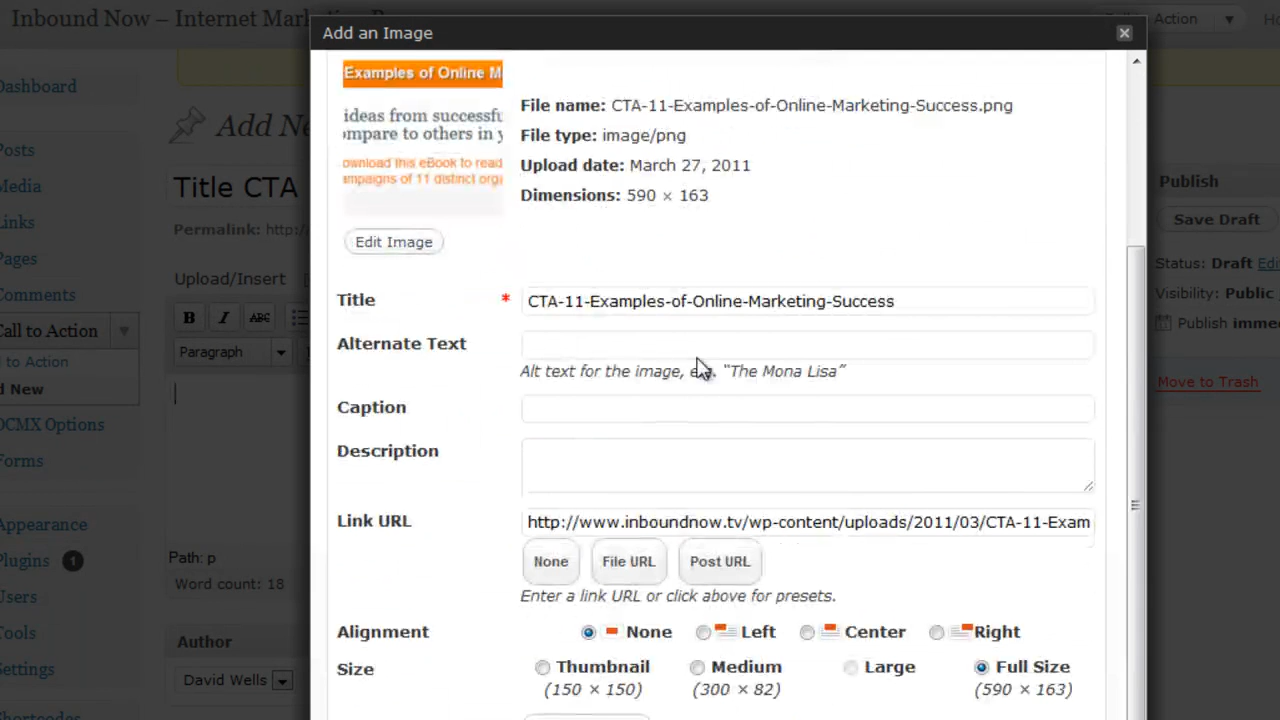 Inbound Now – Internet Marketing
Action
Add an Image
Dashboard
Posts
Media
Links
Pages
Comments
Call to Action
to Action
Add New
OCMX Options
Forms
Appearance
Plugins 1
Users
Tools
Settings
Add Ne
Title CTA
Permalink: http:/
Upload/Insert
B I ABC
Paragraph
Path: p
Word count: 18
Author
David Wells
Examples of Online M
ideas from successfu
ompare to others in y
ownload this eBook to read
ampaigns of 11 distinct orga
File name: CTA-11-Examples-of-Online-Marketing-Success.png
File type: image/png
Upload date: March 27, 2011
Dimensions: 590 × 163
Edit Image
Title * CTA-11-Examples-of-Online-Marketing-Success
Alternate Text
Alt text for the image, e.g. “The Mona Lisa”
Caption
Description
Link URL http://www.inboundnow.tv/wp-content/uploads/2011/03/CTA-11-Exam
None File URL Post URL
Enter a link URL or click above for presets.
Alignment None Left Center Right
Size Thumbnail Medium Large Full Size
(150 × 150) (300 × 82) (590 × 163)
Publish
Save Draft
Status: Draft Edi
Visibility: Public
Publish imme
Move to Trash